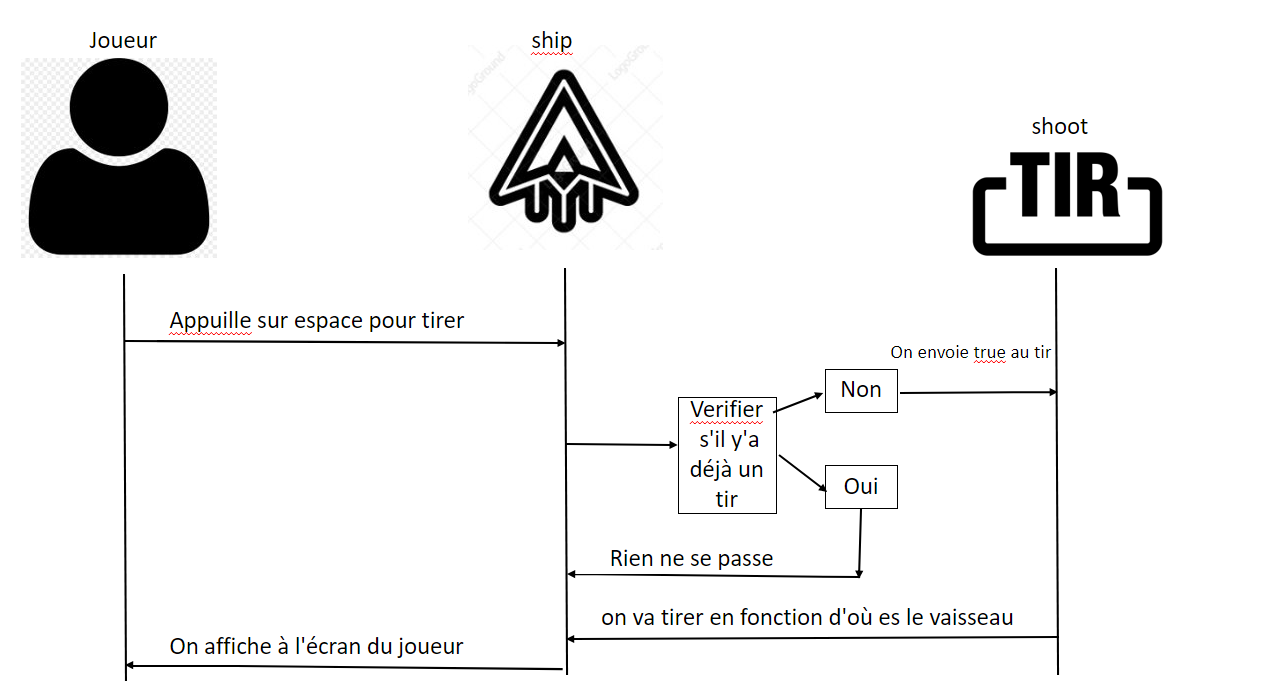 Joueur
ship
LogoGround
shoot
TIR
Appuille sur espace pour tirer
On envoie true au tir
Non
Verifier
s'il y'a
déjà un
tir
Oui
Rien ne se passe
on va tirer en fonction d'où es le vaisseau
On affiche à l'écran du joueur